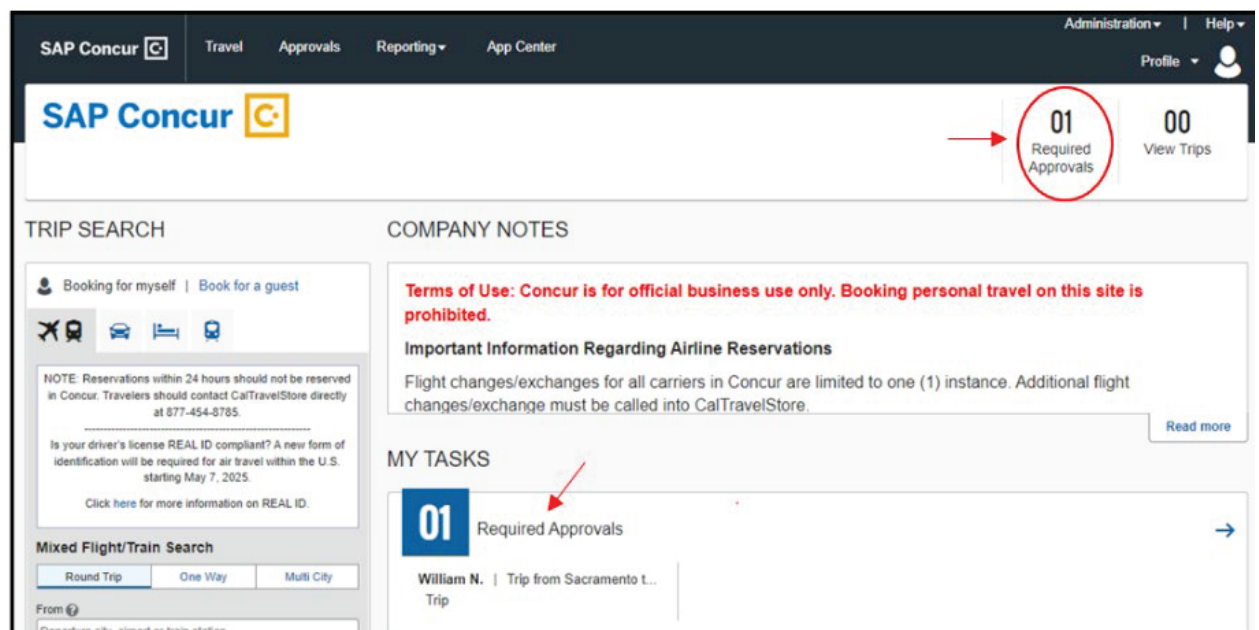 Administration | Help
SAP Concur C Travel Approvals Reporting App Center
Profile
SAP Concur C
01
Required
Approvals
00
View Trips
TRIP SEARCH
Booking for myself | Book for a guest
NOTE: Reservations within 24 hours should not be reserved
in Concur. Travelers should contact CalTravelStore directly
at 877-454-8785.
Is your driver's license REAL ID compliant? A new form of
identification will be required for air travel within the U.S.
starting May 7, 2025.
Click here for more information on REAL ID.
Mixed Flight/Train Search
Round Trip One Way Multi City
From ?
Departure city, airport or train station
COMPANY NOTES
Terms of Use: Concur is for official business use only. Booking personal travel on this site is
prohibited.
Important Information Regarding Airline Reservations
Flight changes/exchanges for all carriers in Concur are limited to one (1) instance. Additional flight
changes/exchange must be called into CalTravelStore.
Read more
MY TASKS
01 Required Approvals
William N. | Trip from Sacramento t...
Trip